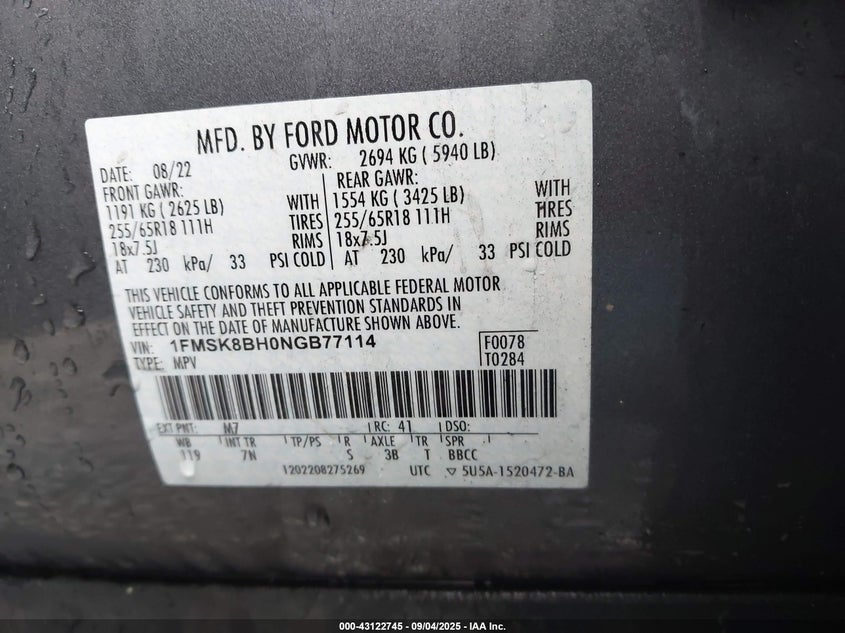 MFD. BY FORD MOTOR CO.
DATE: 08/22 GVWR: 2694 KG ( 5940 LB)
FRONT GAWR: REAR GAWR:
1191 KG ( 2625 LB) WITH 1554 KG ( 3425 LB) WITH
255/65R18 111H TIRES 255/65R18 111H TIRES
18x7.5J RIMS 18x7.5J RIMS
AT 230 kPa/ 33 PSI COLD AT 230 kPa/ 33 PSI COLD
THIS VEHICLE CONFORMS TO ALL APPLICABLE FEDERAL MOTOR
VEHICLE SAFETY AND THEFT PREVENTION STANDARDS IN
EFFECT ON THE DATE OF MANUFACTURE SHOWN ABOVE.
VIN: 1FMSK8BH0NGB77114 F0078
TYPE: MPV T0284
EXT PNT: M7 RC: 41 DSO:
WB INT TR TP/PS R AXLE TR SPR
119 7N S 3B T BBCC
1202208275269 UTC ▽ 5U5A-1520472-BA
000-43122745 - 09/04/2025 - IAA Inc.